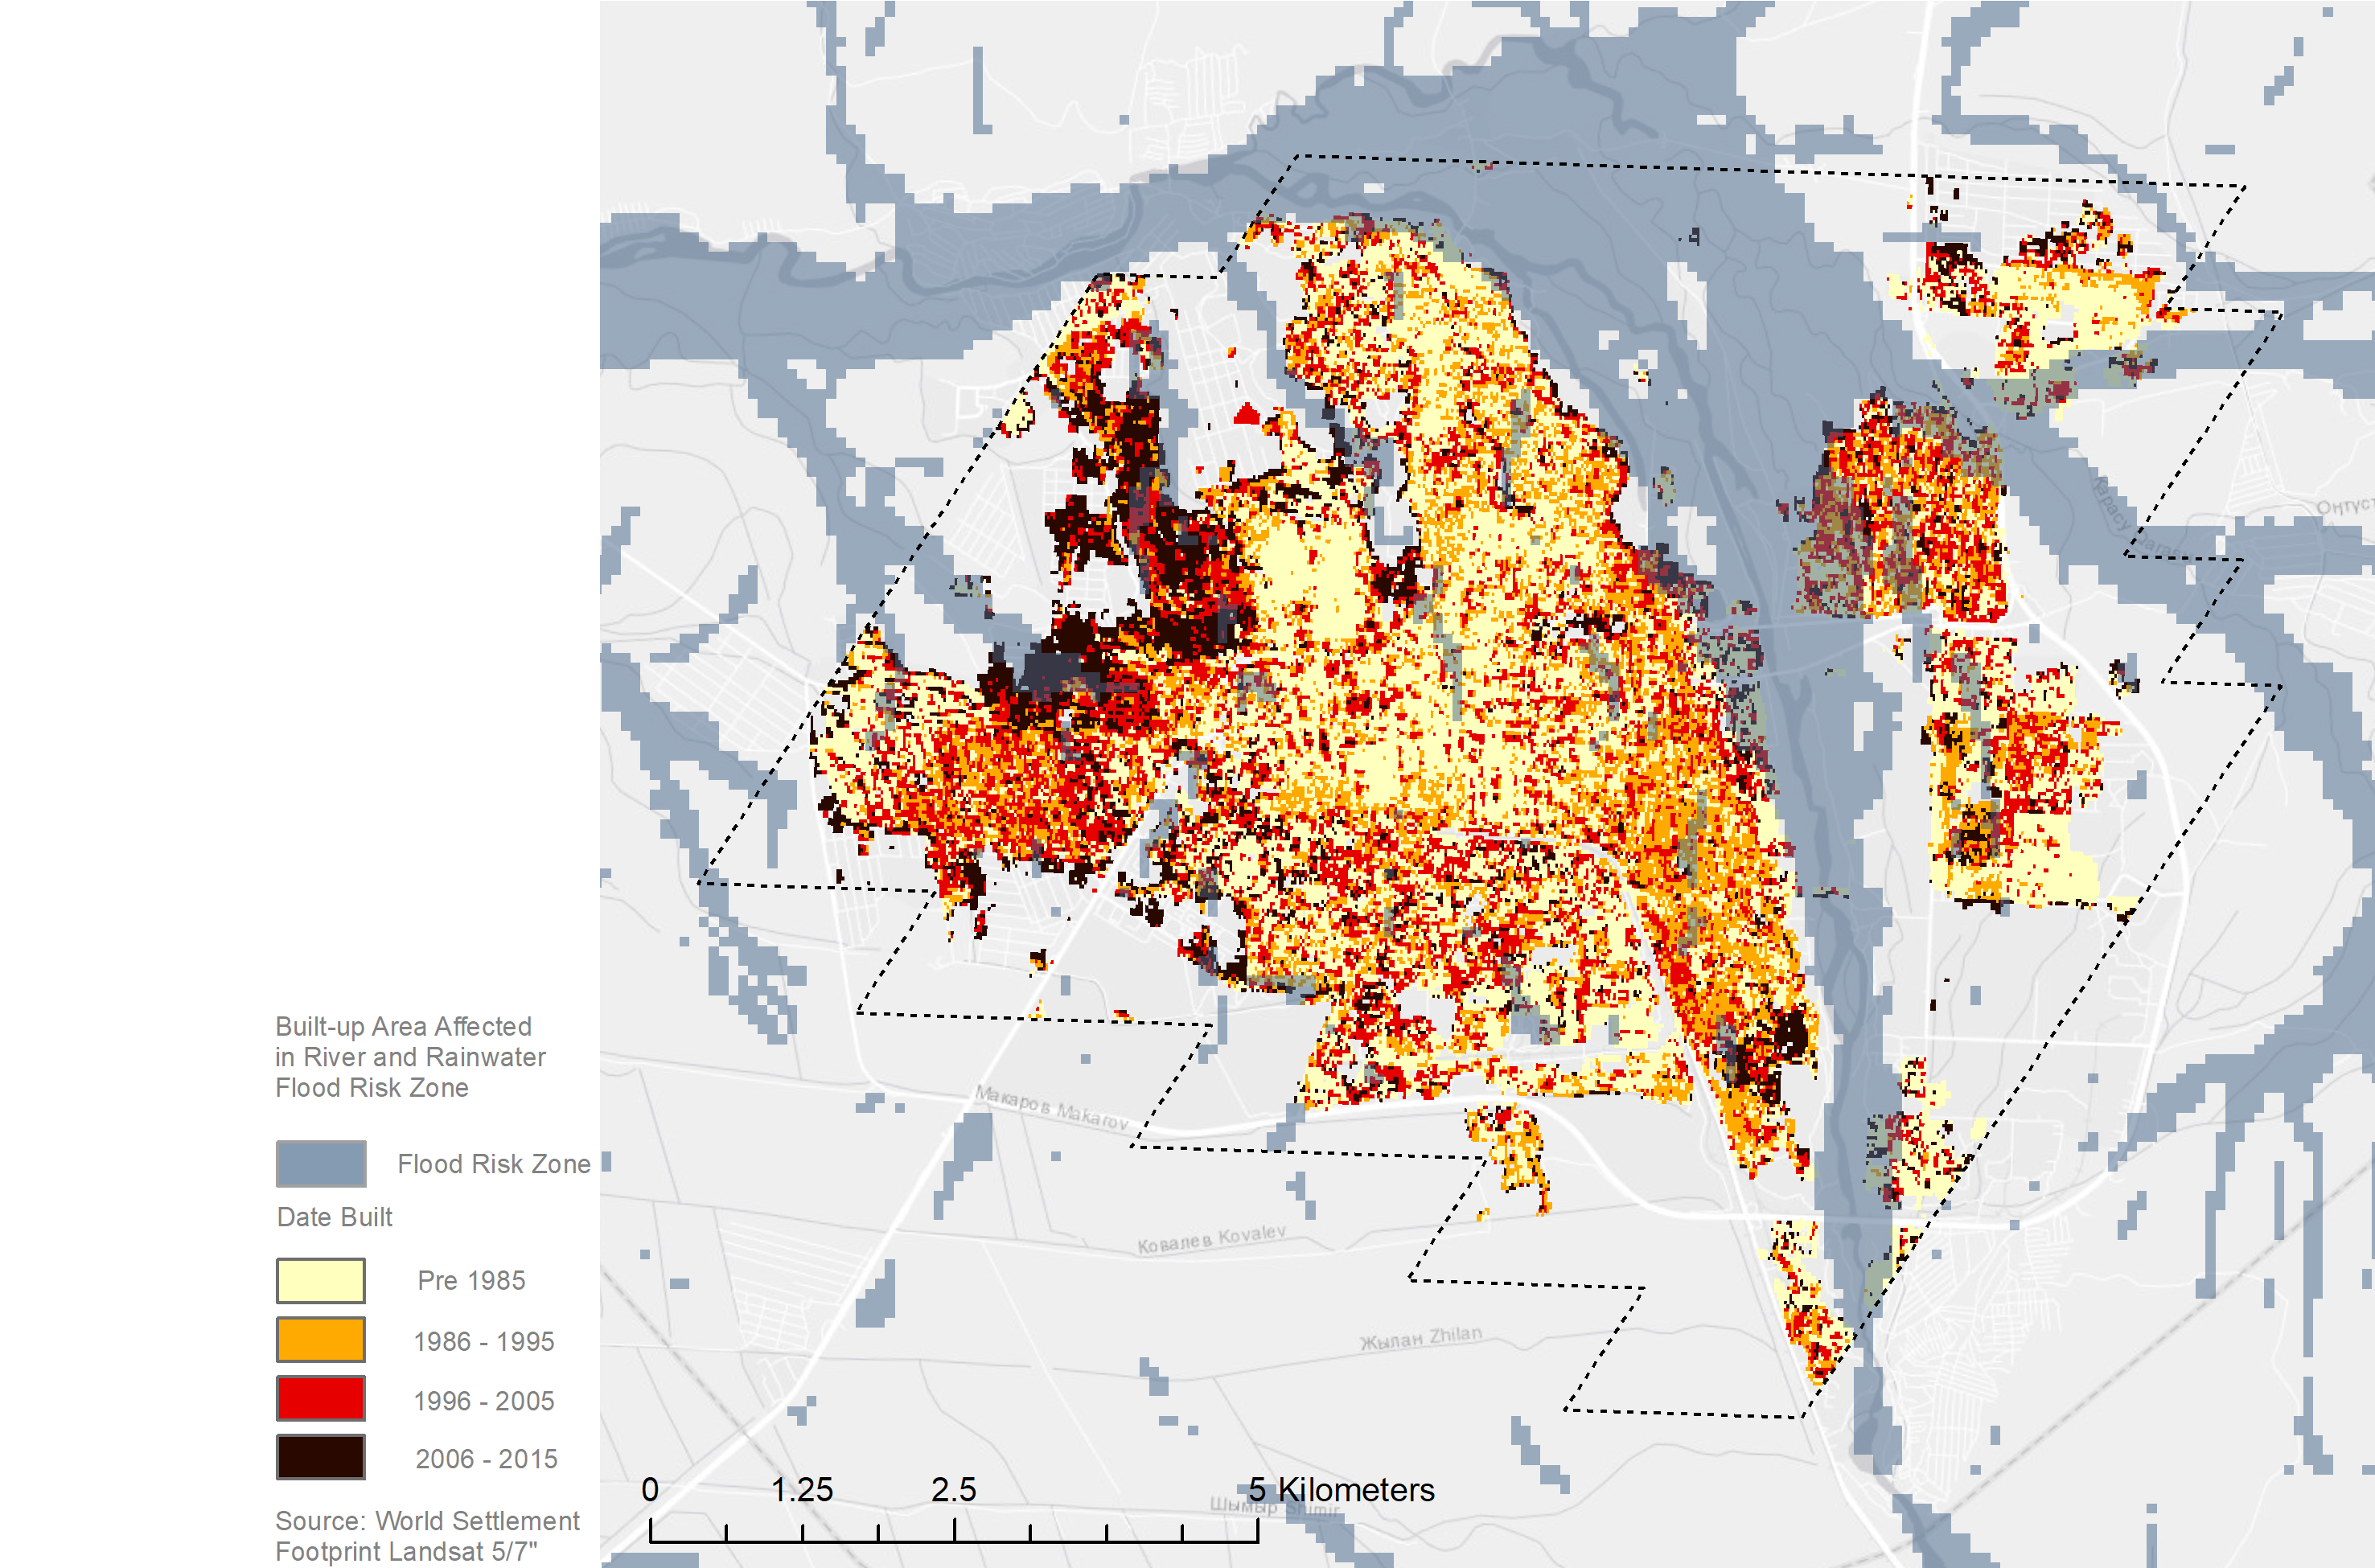 Built-up Area Affected
in River and Rainwater
Flood Risk Zone
Flood Risk Zone
Date Built
Pre 1985
1986 - 1995
1996 - 2005
2006 - 2015
Source: World Settlement
Footprint Landsat 5/7"
Макаров Makarov
Ковалев Kovalev
Жылан Zhilan
Шымыр Shimir
0 1.25 2.5 5 Kilometers